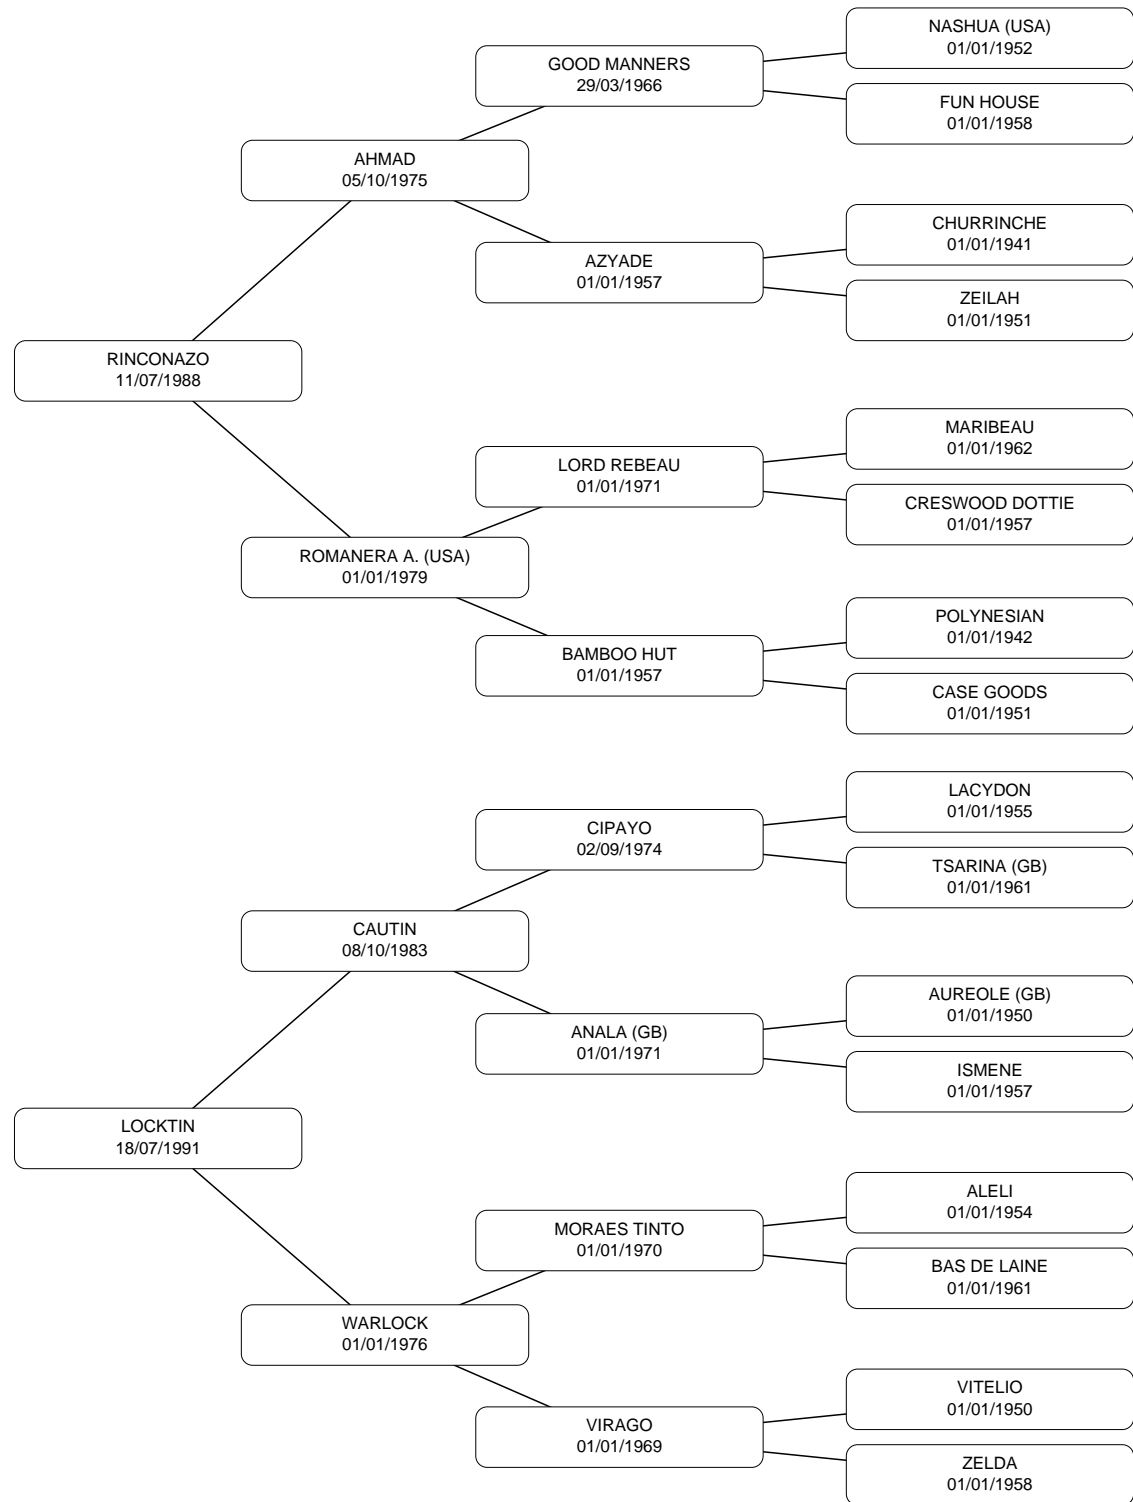 NASHUA (USA)
01/01/1952
GOOD MANNERS
29/03/1966
FUN HOUSE
01/01/1958
AHMAD
05/10/1975
CHURRINCHE
01/01/1941
AZYADE
01/01/1957
ZEILAH
01/01/1951
RINCONAZO
11/07/1988
MARIBEAU
01/01/1962
LORD REBEAU
01/01/1971
CRESWOOD DOTTIE
01/01/1957
ROMANERA A. (USA)
01/01/1979
POLYNESIAN
01/01/1942
BAMBOO HUT
01/01/1957
CASE GOODS
01/01/1951
LACYDON
01/01/1955
CIPAYO
02/09/1974
TSARINA (GB)
01/01/1961
CAUTIN
08/10/1983
AUREOLE (GB)
01/01/1950
ANALA (GB)
01/01/1971
ISMENE
01/01/1957
LOCKTIN
18/07/1991
ALELI
01/01/1954
MORAES TINTO
01/01/1970
BAS DE LAINE
01/01/1961
WARLOCK
01/01/1976
VITELIO
01/01/1950
VIRAGO
01/01/1969
ZELDA
01/01/1958